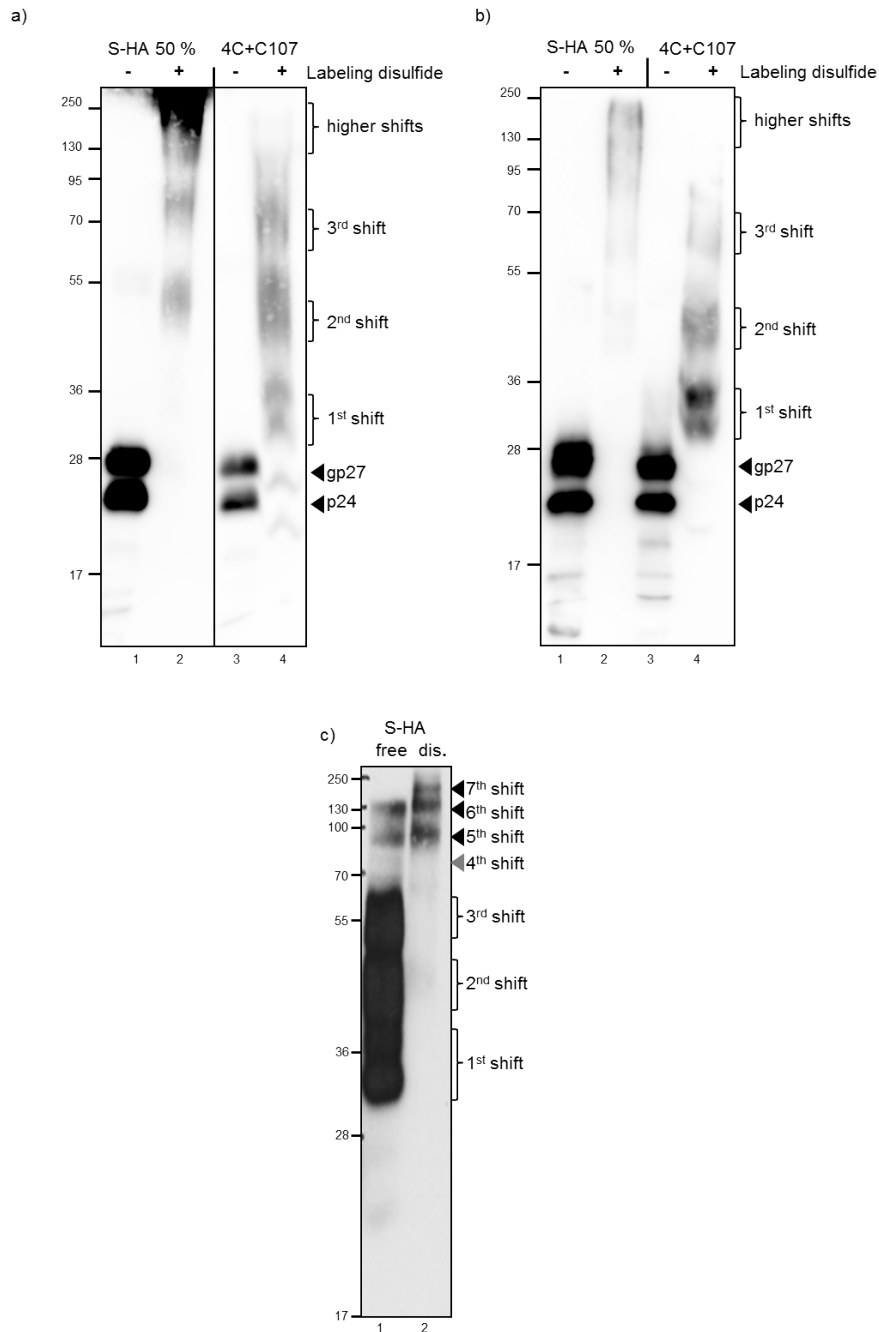 a)
S-HA 50 % 4C+C107
- + - + Labeling disulfide
250
130
95
70
55
36
28
17
higher shifts
3rd shift
2nd shift
1st shift
gp27
p24
1 2 3 4
b)
S-HA 50 % 4C+C107
- + - + Labeling disulfide
250
130
95
70
55
36
28
17
higher shifts
3rd shift
2nd shift
1st shift
gp27
p24
1 2 3 4
c)
S-HA
free dis.
250
130
100
70
55
36
28
17
7th shift
6th shift
5th shift
4th shift
3rd shift
2nd shift
1st shift
1 2